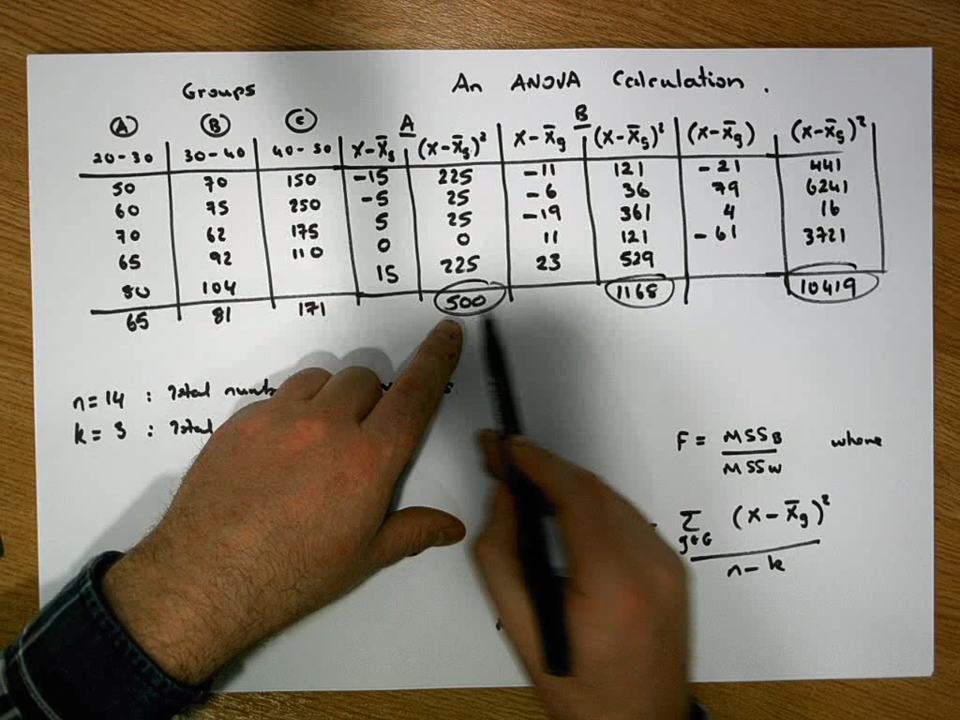 Groups An ANOVA Calculation.
A B C A B
20-30 30-40 40-50 x-x̄g (x-x̄g)² x-x̄g (x-x̄g)² (x-x̄g) (x-x̄g)²
50 70 150 -15 225 -11 121 -21 441
60 75 250 -5 25 -6 36 79 6241
70 62 175 5 25 -19 361 4 16
65 92 110 0 0 11 121 -61 3721
80 104 15 225 23 529
65 81 171 500 1168 10419
n=14 : Total
k=3 : Total
F = MSSB / MSSW where
Σ g∈G (x-x̄g)²
n-k